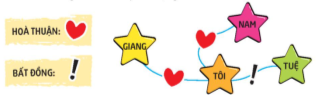 HOÀ THUẬN:
NAM
GIANG
BẤT ĐỒNG: !
TÔI
!
TUỆ